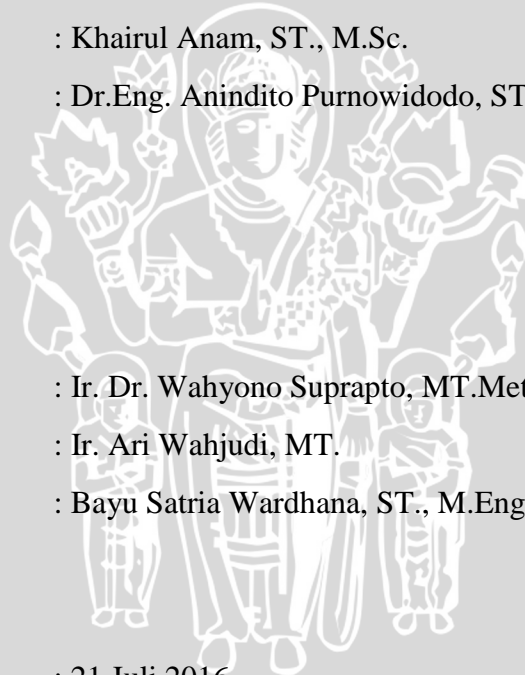 : Khairul Anam, ST., M.Sc.
: Dr.Eng. Anindito Purnowidodo, ST
: Ir. Dr. Wahyono Suprapto, MT.Met
: Ir. Ari Wahjudi, MT.
: Bayu Satria Wardhana, ST., M.Eng
: 21 Juli 2016